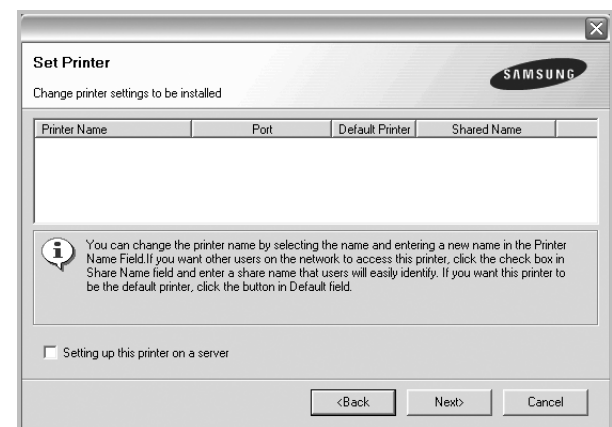 Set Printer
SAMSUNG
Change printer settings to be installed
Printer Name Port Default Printer Shared Name
You can change the printer name by selecting the name and entering a new name in the Printer
Name Field.If you want other users on the network to access this printer, click the check box in
Share Name field and enter a share name that users will easily identify. If you want this printer to
be the default printer, click the button in Default field.
Setting up this printer on a server
<Back Next> Cancel